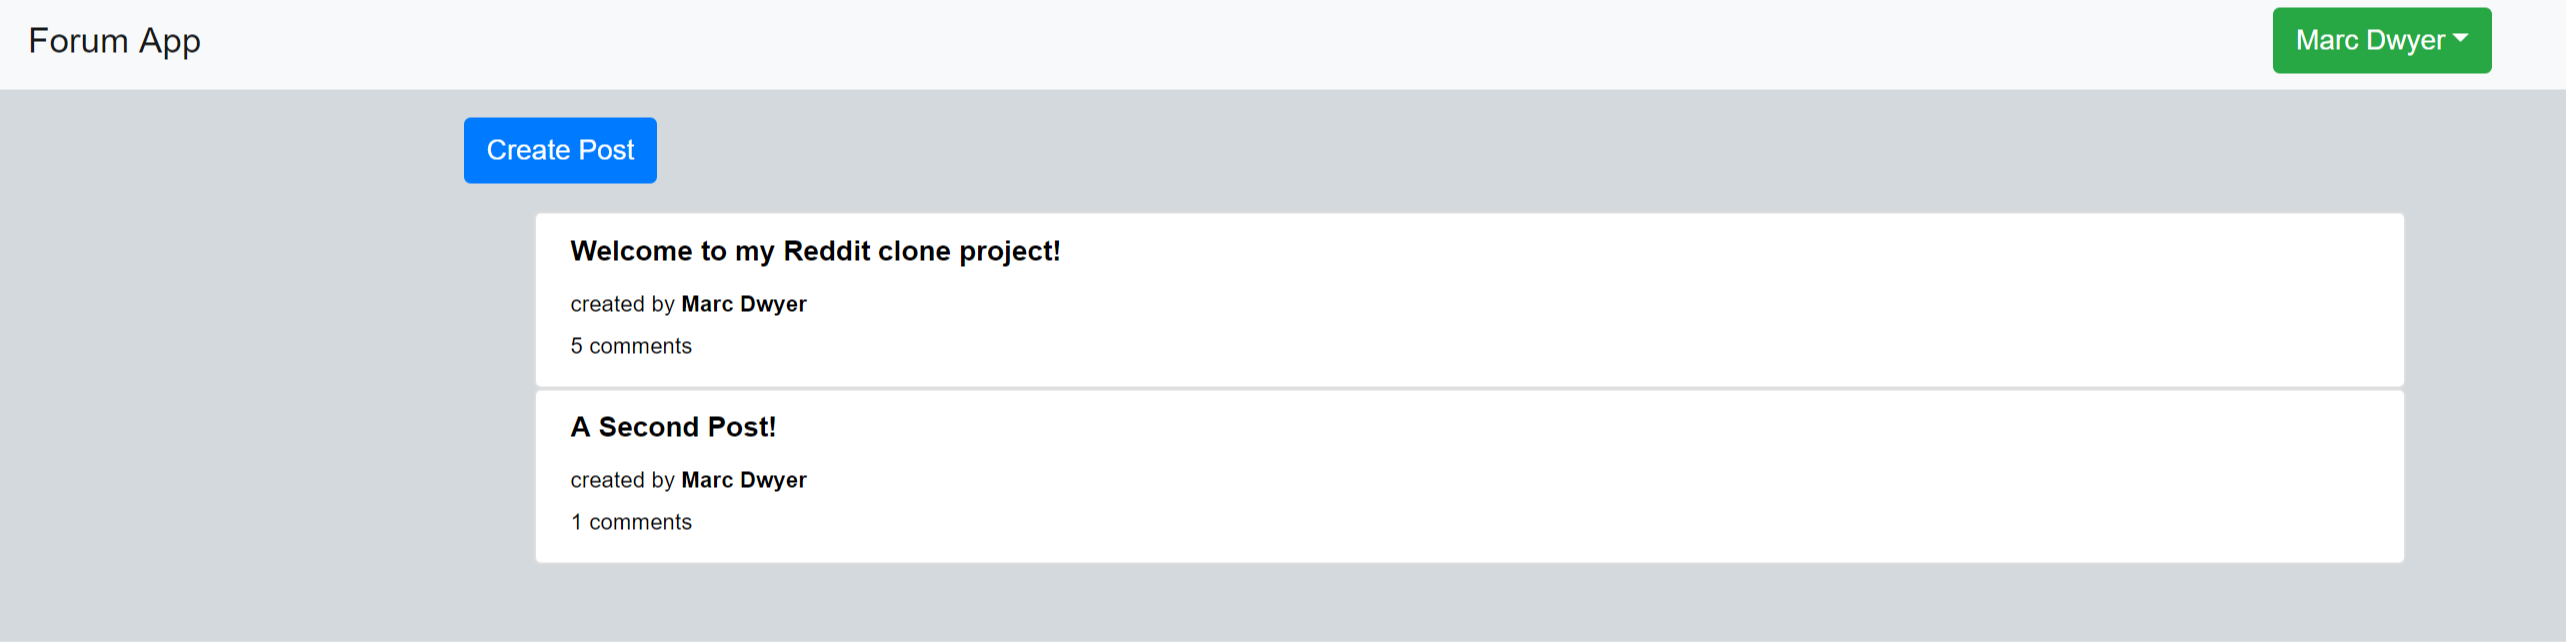 Forum App
Marc Dwyer
Create Post
Welcome to my Reddit clone project!
created by Marc Dwyer
5 comments
A Second Post!
created by Marc Dwyer
1 comments